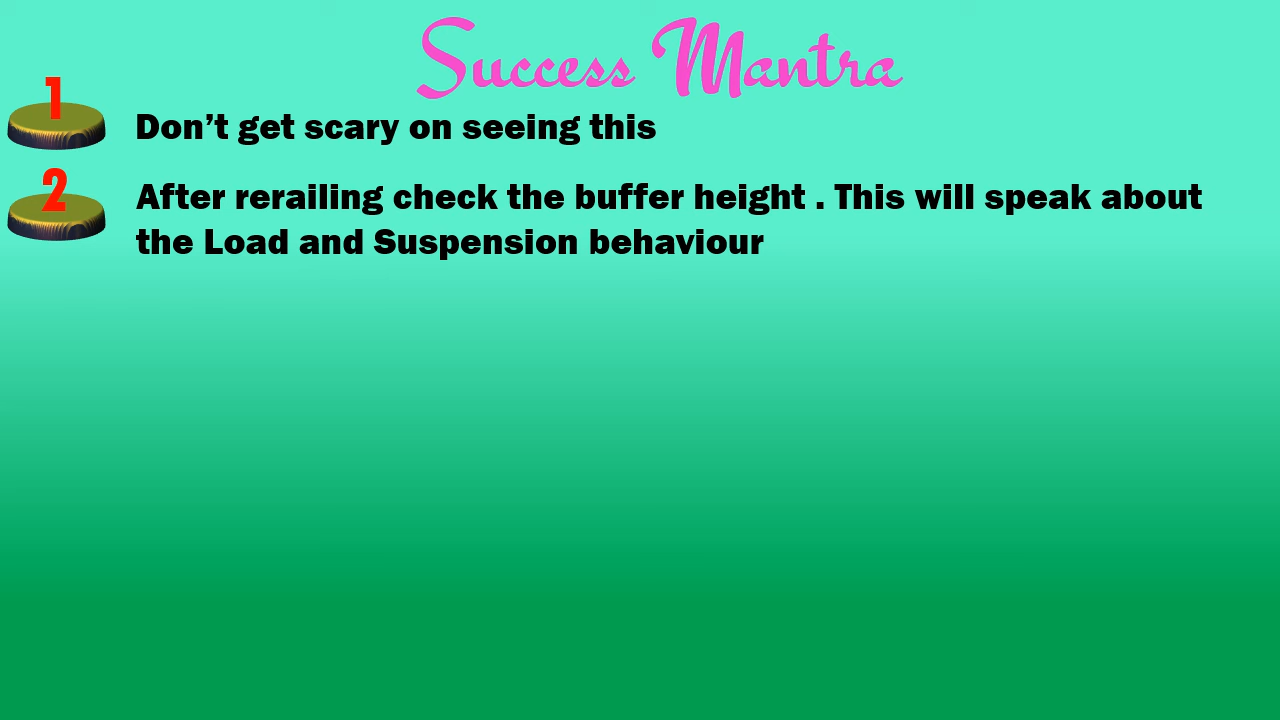 Success Mantra
1
Don’t get scary on seeing this
2
After rerailing check the buffer height . This will speak about
the Load and Suspension behaviour